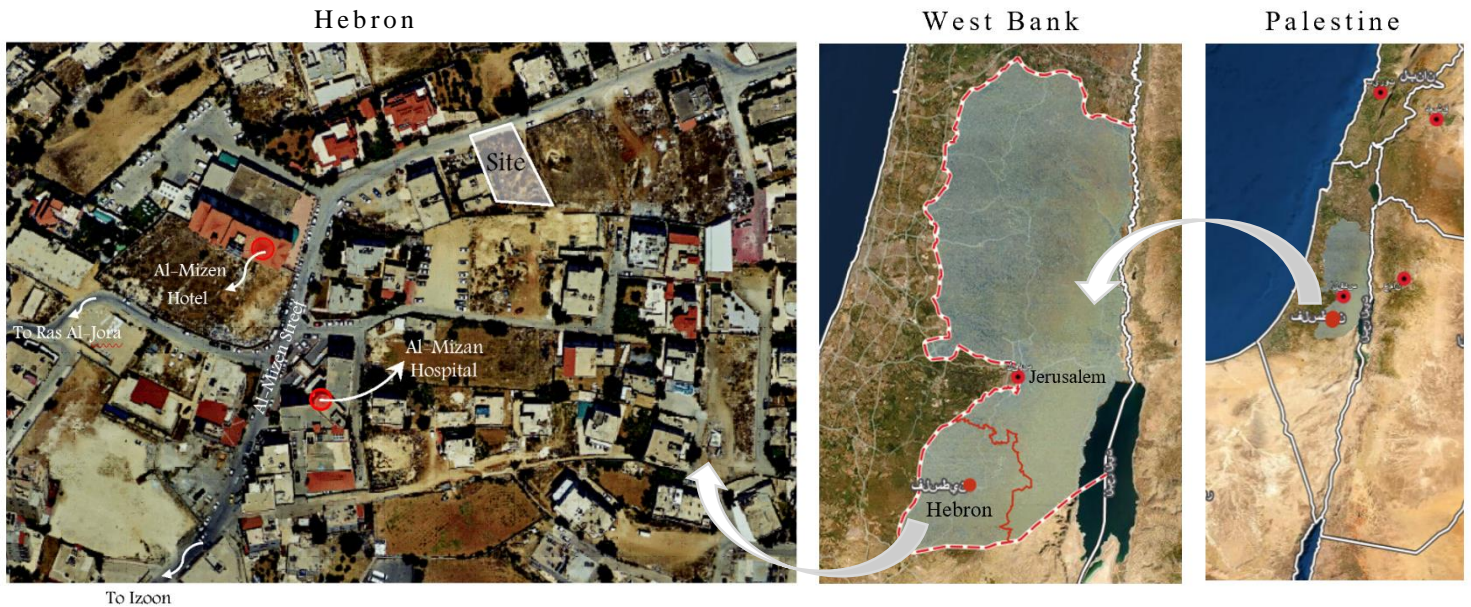 Hebron
West Bank
Palestine
Site
Al-Mizen
Hotel
To Ras Al-Jora
Al-Mizen Street
Al-Mizan
Hospital
To Izoon
Jerusalem
Hebron